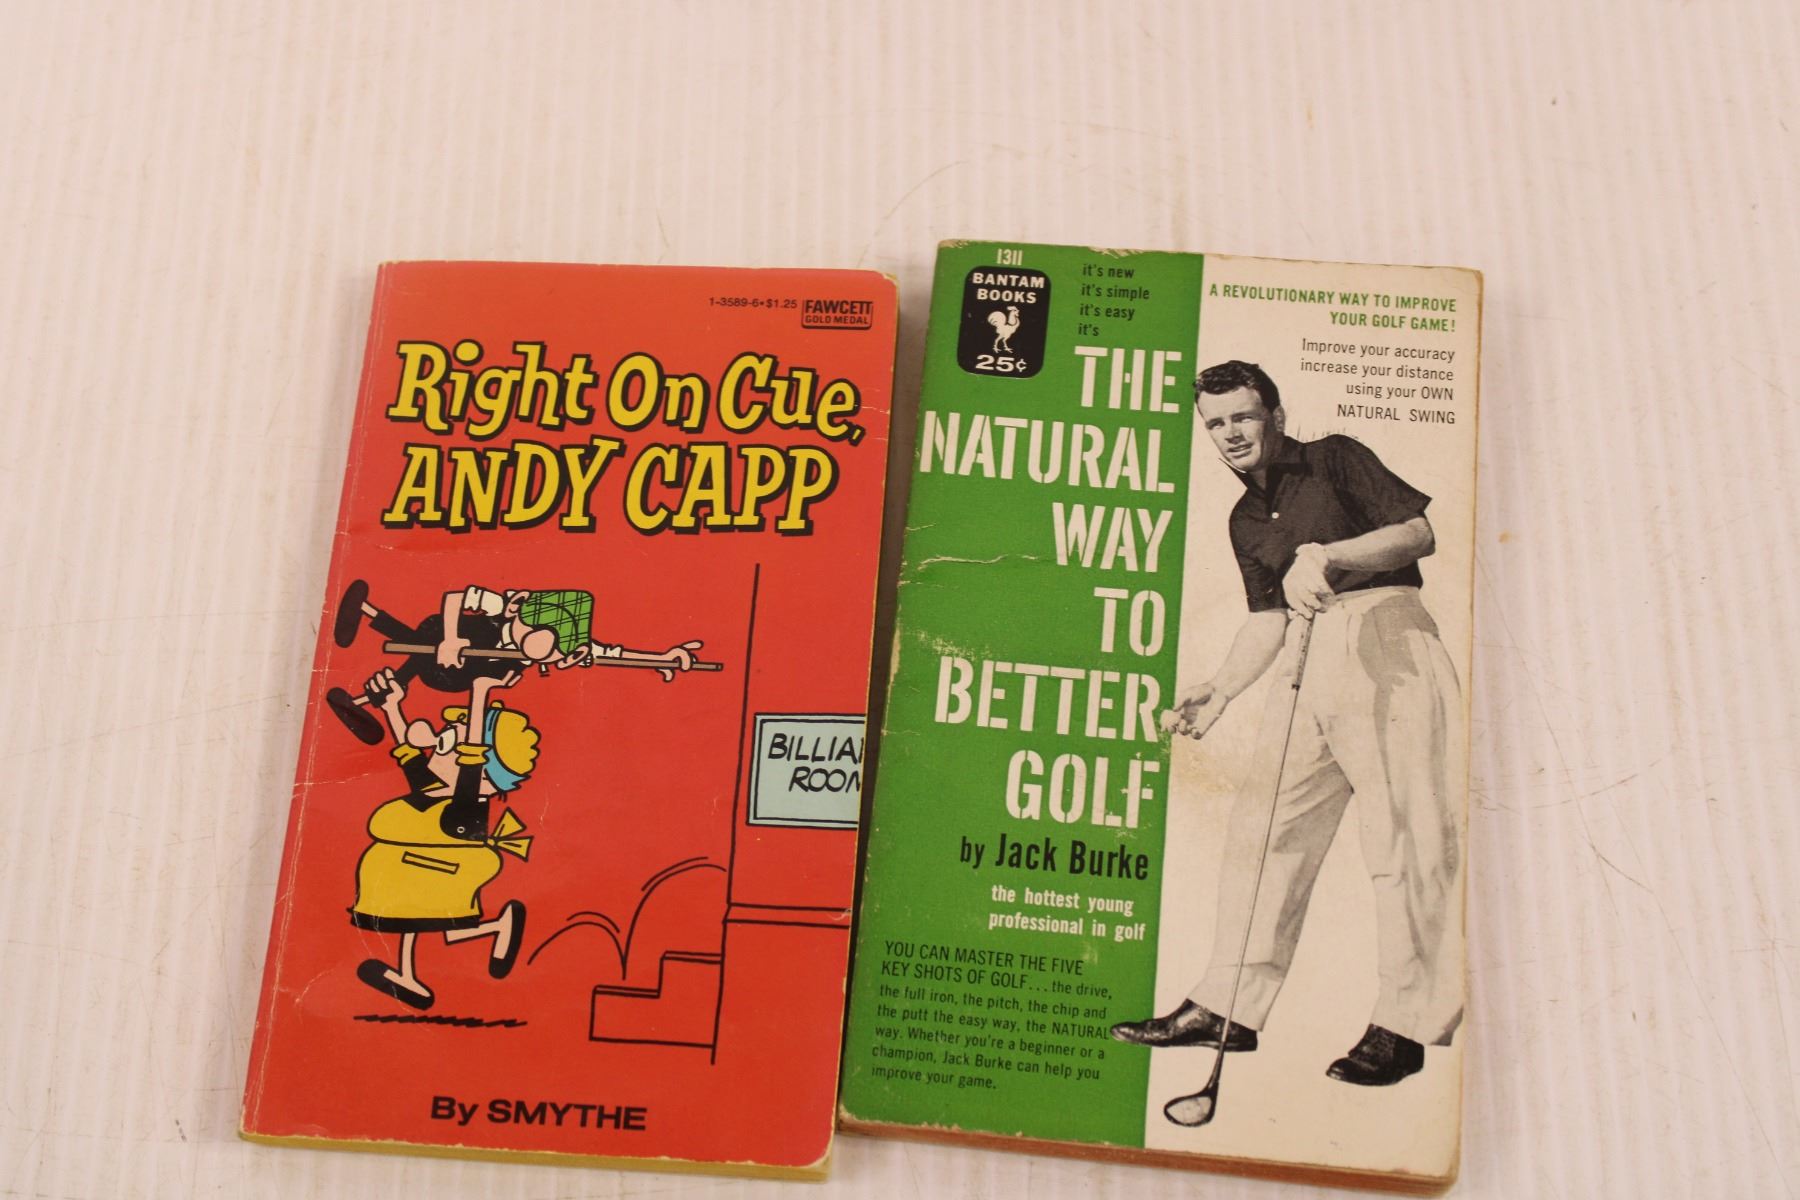 1-3589-6•$1.25
FAWCETT
GOLD MEDAL
Right On Cue,
ANDY CAPP
BILLIA
ROOM
By SMYTHE
1311
BANTAM
BOOKS
25¢
it's new
it's simple
it's easy
it's
THE
NATURAL
WAY
TO
BETTER
GOLF
by Jack Burke
the hottest young
professional in golf
YOU CAN MASTER THE FIVE
KEY SHOTS OF GOLF...the drive,
the full iron, the pitch, the chip and
the putt the easy way, the NATURAL
way. Whether you're a beginner or a
champion, Jack Burke can help you
improve your game.
A REVOLUTIONARY WAY TO IMPROVE
YOUR GOLF GAME!
Improve your accuracy
increase your distance
using your OWN
NATURAL SWING